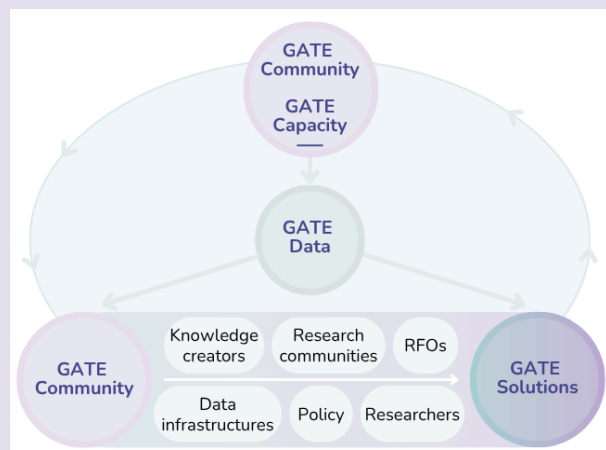 GATE
Community
GATE
Capacity
GATE
Data
GATE
Community
Knowledge
creators
Research
communities
RFOs
Data
infrastructures
Policy
Researchers
GATE
Solutions